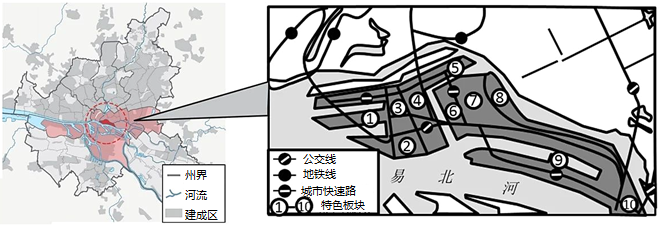 州界
河流
建成区
①
②
③
④
⑤
⑥
⑦
⑧
⑨
⑩
易北河
公交线
地铁线
城市快速路
①—⑩ 特色板块